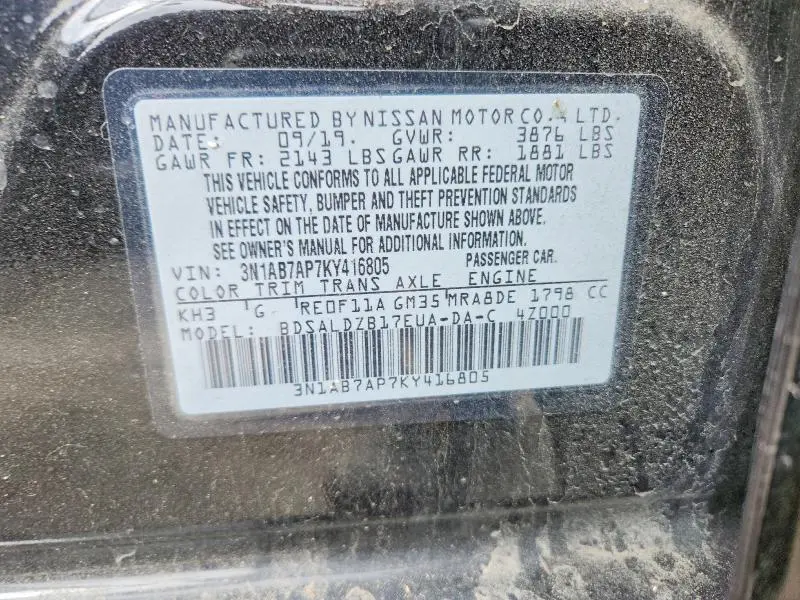 MANUFACTURED BY NISSAN MOTOR CO., LTD.
DATE: 09/19. GVWR: 3876 LBS
GAWR FR: 2143 LBS GAWR RR: 1881 LBS
THIS VEHICLE CONFORMS TO ALL APPLICABLE FEDERAL MOTOR
VEHICLE SAFETY, BUMPER AND THEFT PREVENTION STANDARDS
IN EFFECT ON THE DATE OF MANUFACTURE SHOWN ABOVE.
SEE OWNER'S MANUAL FOR ADDITIONAL INFORMATION.
VIN: 3N1AB7AP7KY416805 PASSENGER CAR.
COLOR TRIM TRANS AXLE ENGINE
KH3 G RE0F11A GM35 MRA8DE 1798 CC
MODEL: BDSALDZB17EUA-DA-C 4Z000
3N1AB7AP7KY416805